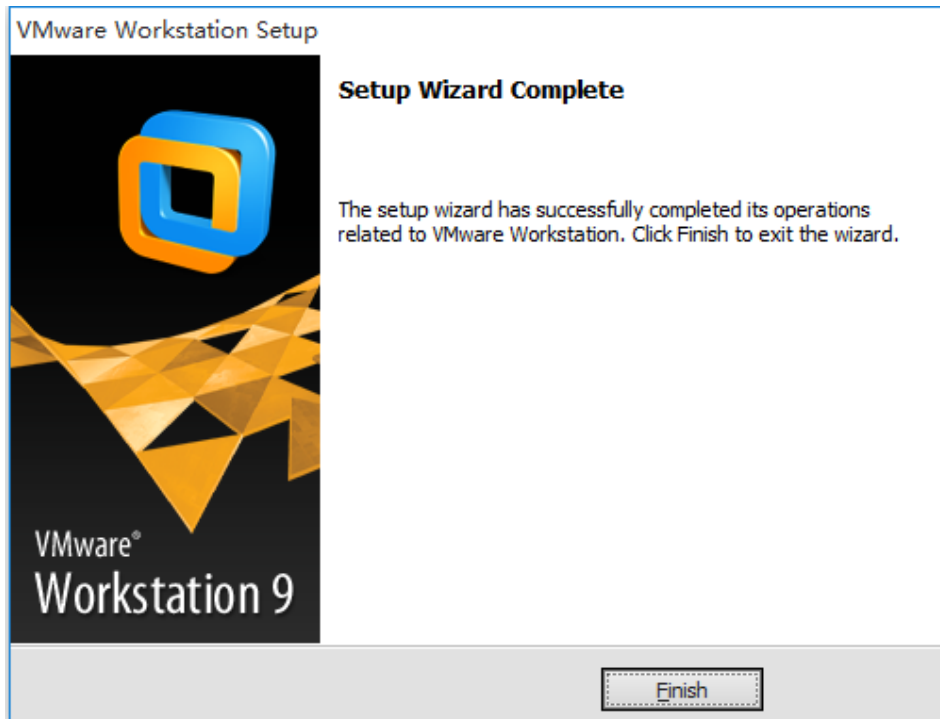 VMware Workstation Setup
Setup Wizard Complete
The setup wizard has successfully completed its operations
related to VMware Workstation. Click Finish to exit the wizard.
VMware®
Workstation 9
Finish